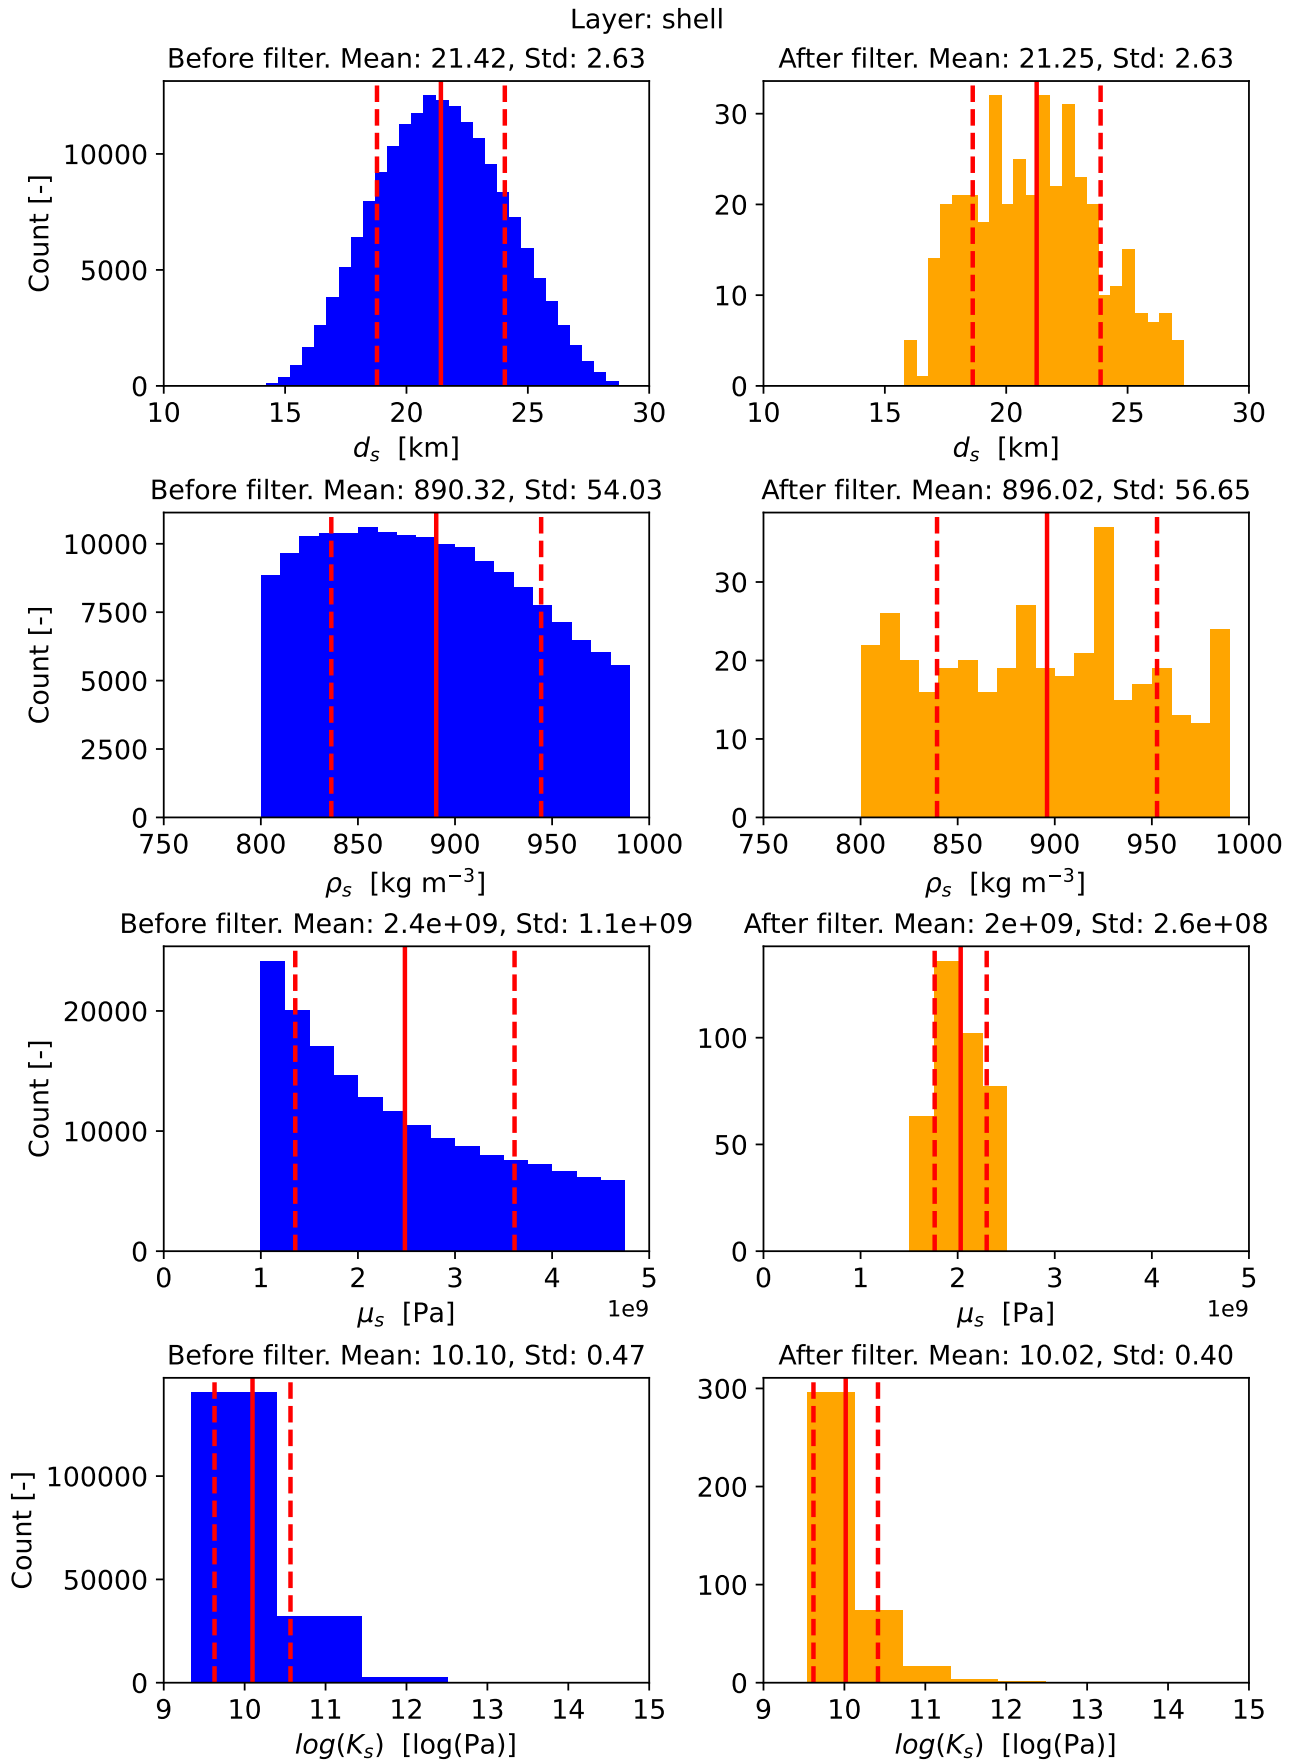 Layer: shell
Before filter. Mean: 21.42, Std: 2.63
After filter. Mean: 21.25, Std: 2.63
Count [-]
10000
5000
0
10 15 20 25 30
d_s [km]
30
20
10
0
10 15 20 25 30
d_s [km]
Before filter. Mean: 890.32, Std: 54.03
After filter. Mean: 896.02, Std: 56.65
Count [-]
10000
7500
5000
2500
0
750 800 850 900 950 1000
ρ_s [kg m⁻³]
30
20
10
0
750 800 850 900 950 1000
ρ_s [kg m⁻³]
Before filter. Mean: 2.4e+09, Std: 1.1e+09
After filter. Mean: 2e+09, Std: 2.6e+08
Count [-]
20000
10000
0
0 1 2 3 4 5
μ_s [Pa]
1e9
100
50
0
0 1 2 3 4 5
μ_s [Pa]
1e9
Before filter. Mean: 10.10, Std: 0.47
After filter. Mean: 10.02, Std: 0.40
Count [-]
100000
50000
0
9 10 11 12 13 14 15
log(K_s) [log(Pa)]
300
200
100
0
9 10 11 12 13 14 15
log(K_s) [log(Pa)]